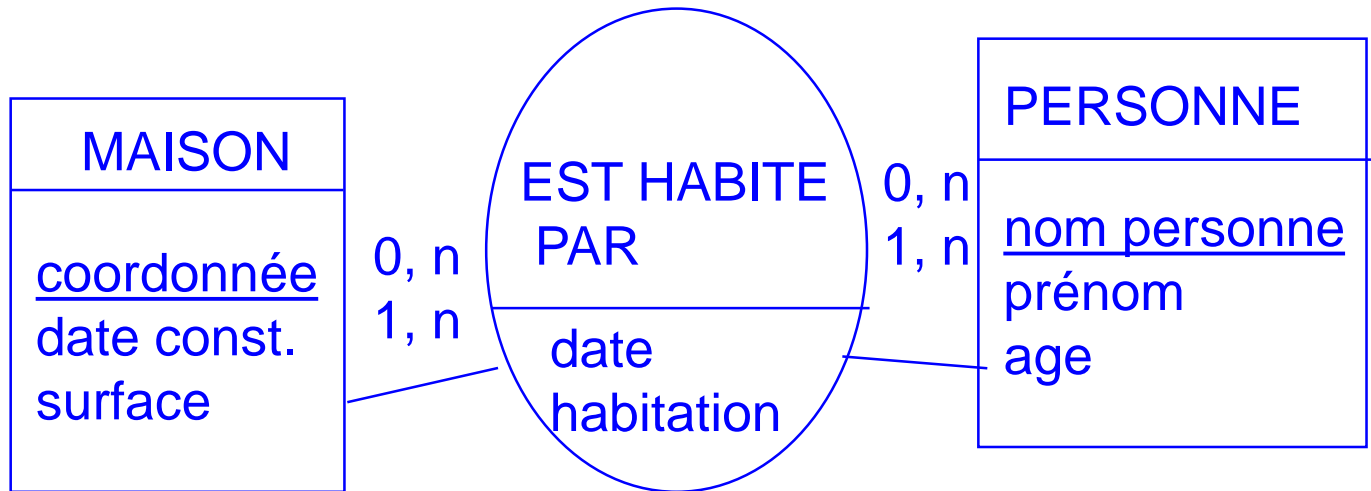 MAISON
coordonnée
date const.
surface
0, n
1, n
EST HABITE
PAR
date
habitation
0, n
1, n
PERSONNE
nom personne
prénom
age